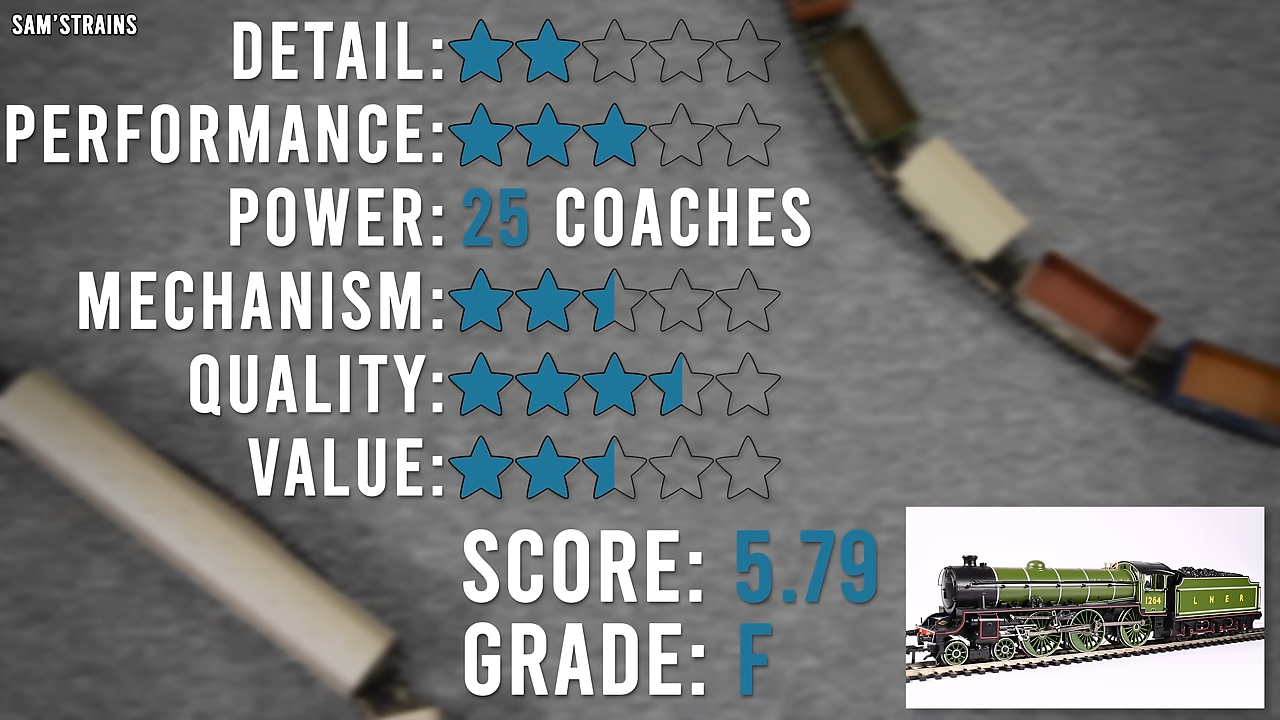 SAM'STRAINS
DETAIL:
PERFORMANCE:
POWER: 25 COACHES
MECHANISM:
QUALITY:
VALUE:
SCORE: 5.79
GRADE: F
1264
L N E R